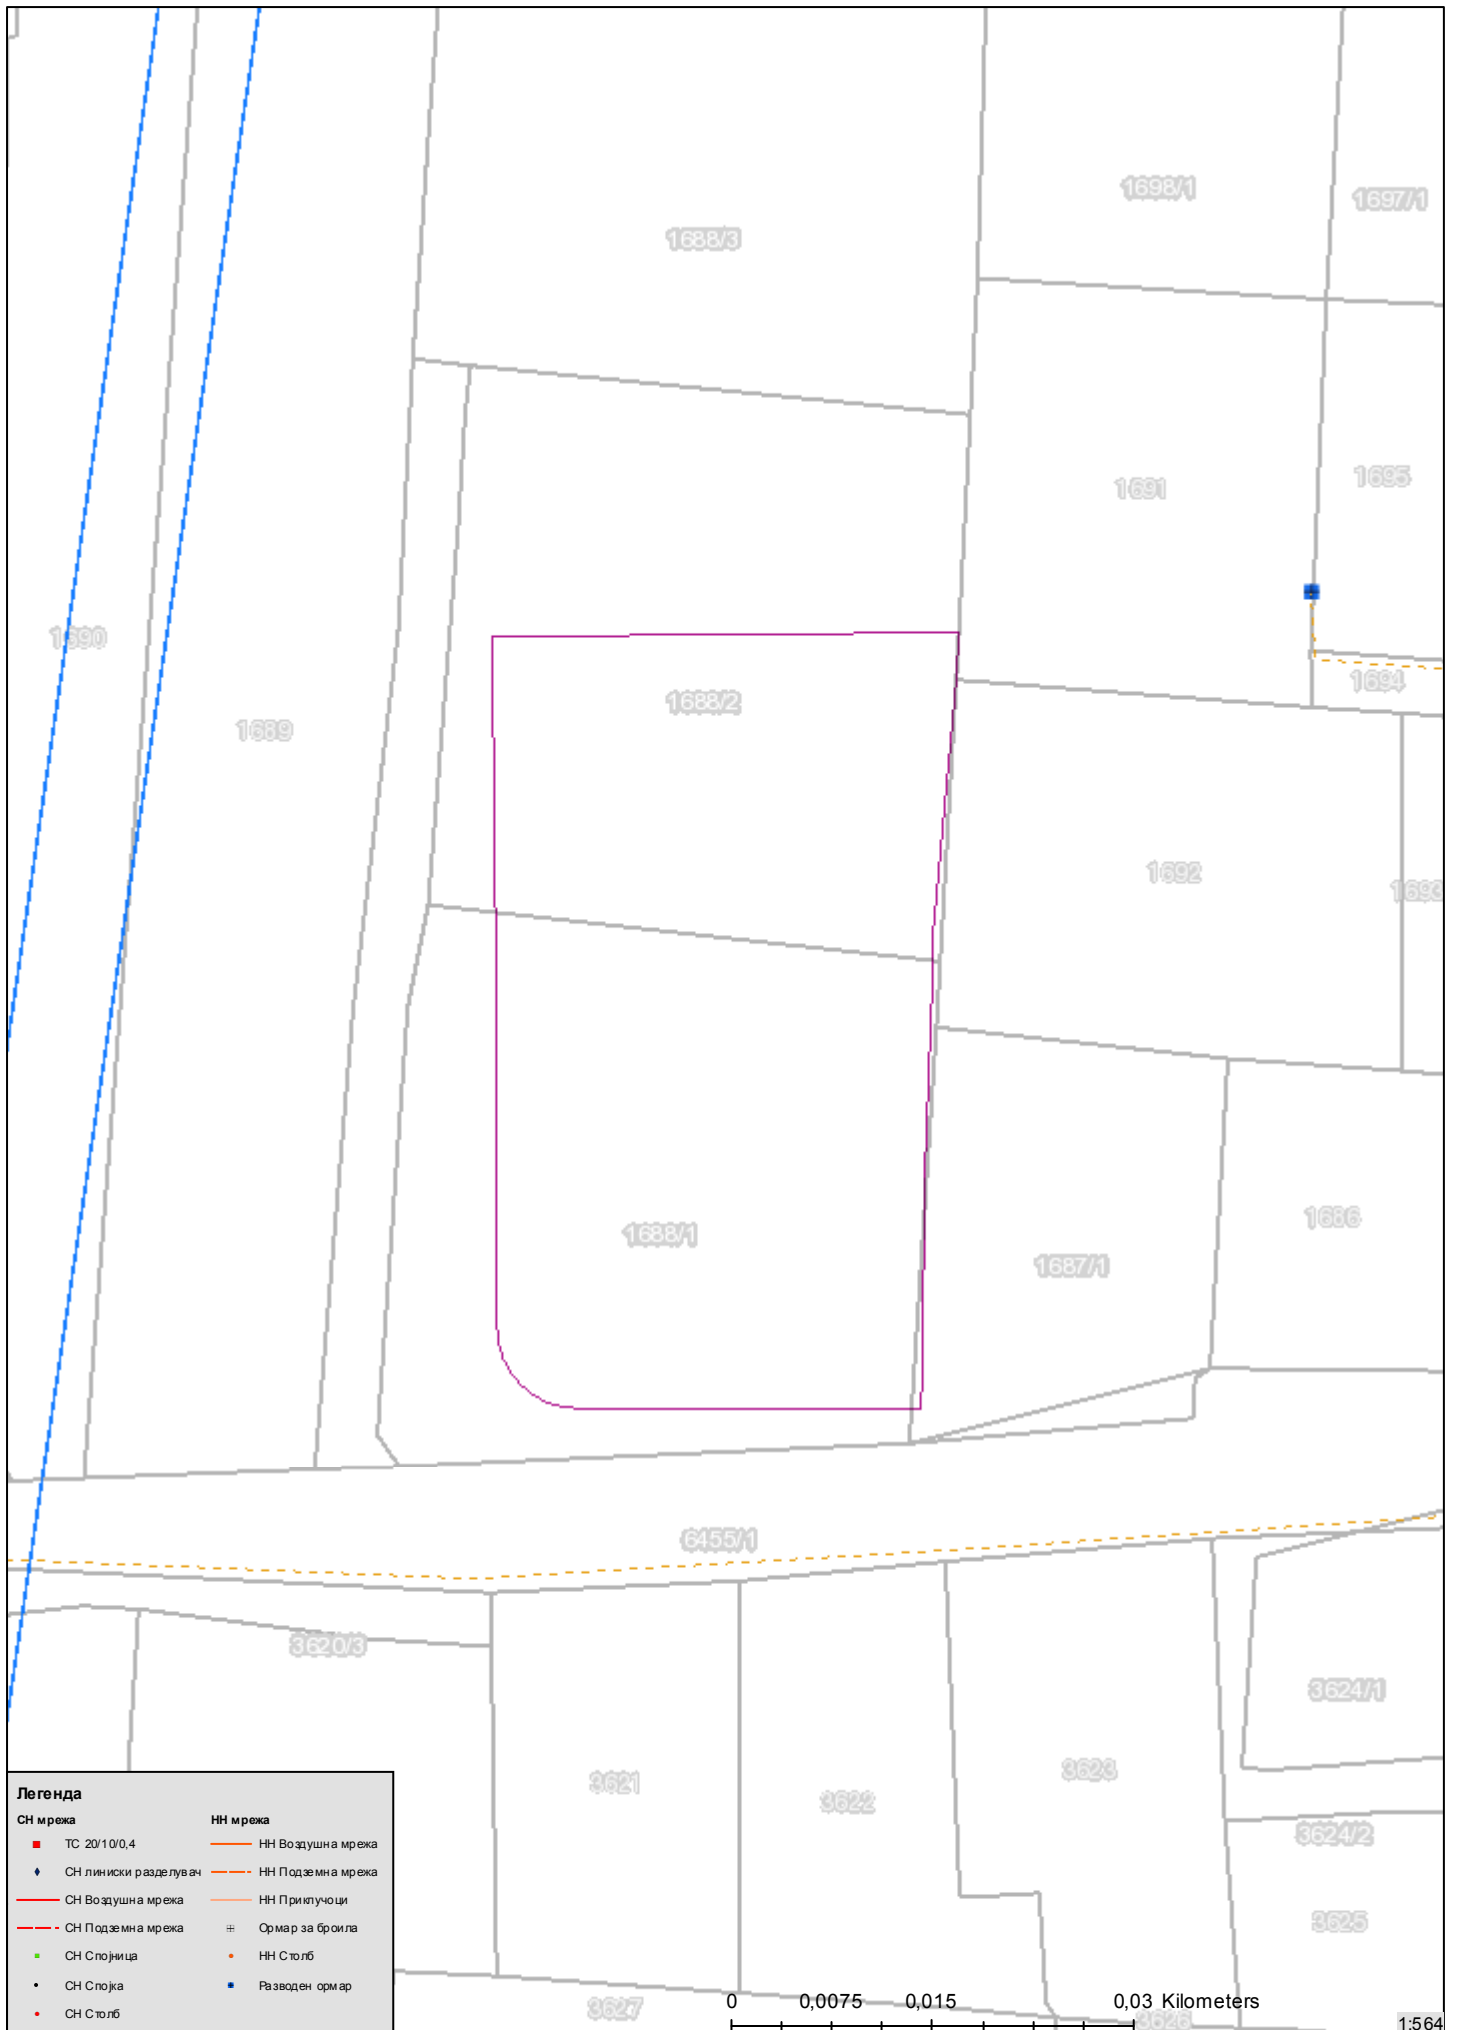 1698/1
1697/1
1688/3
1695
1691
1690
1694
1688/2
1689
1692
1693
1686
1688/1
1687/1
6455/1
3620/3
3624/1
3623
3621
3622
3624/2
3625
3627
3626
Легенда
СН мрежа
ТС 20/10/0,4
СН линиски разделувач
СН Воздушна мрежа
СН Подземна мрежа
СН Спојница
СН Спојка
СН Столб
НН мрежа
НН Воздушна мрежа
НН Подземна мрежа
НН Приклучоци
Ормар за броила
НН Столб
Разводен ормар
0 0,0075 0,015 0,03 Kilometers
1:564